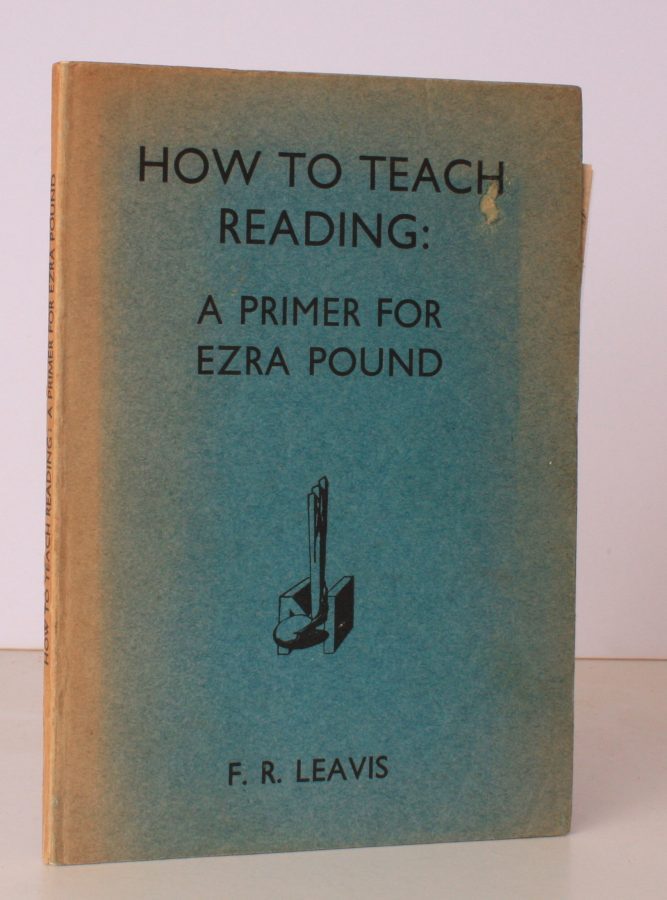 HOW TO TEACH
READING:
A PRIMER FOR
EZRA POUND
F. R. LEAVIS
HOW TO TEACH READING: A PRIMER FOR EZRA POUND